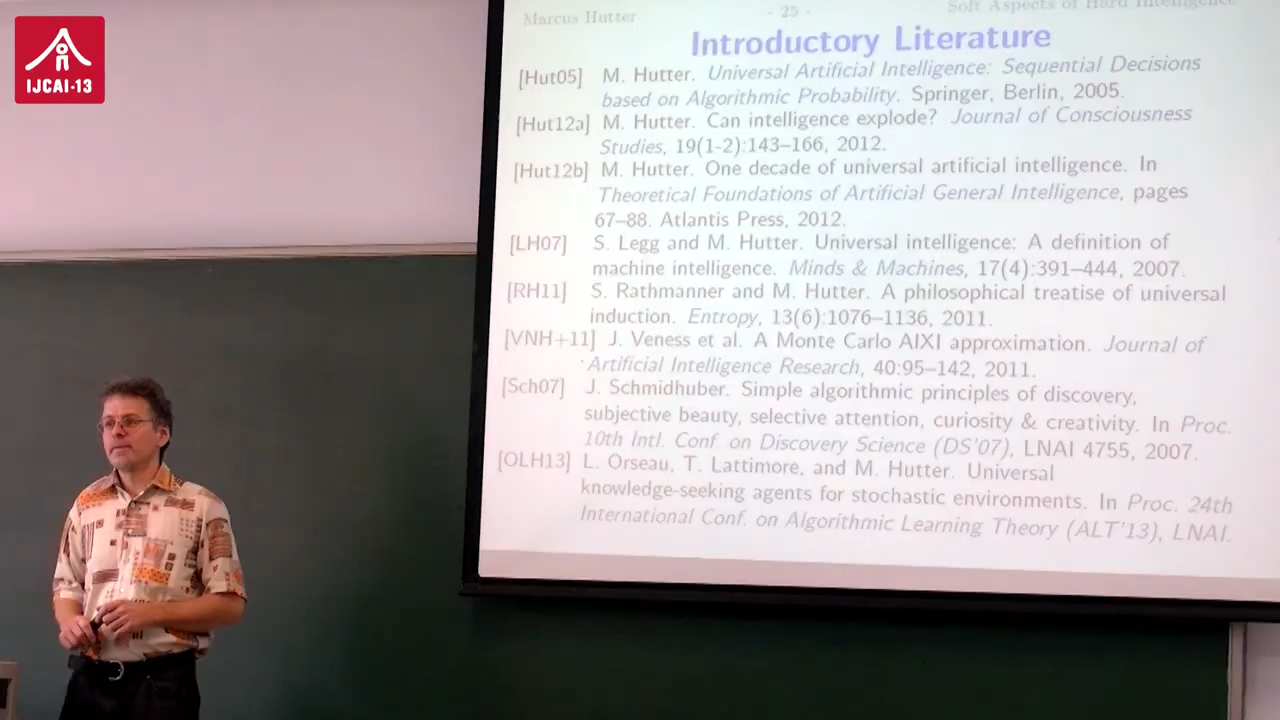 IJCAI-13
Marcus Hutter - 25 - Soft Aspects of Hard Intelligence
Introductory Literature
[Hut05] M. Hutter. Universal Artificial Intelligence: Sequential Decisions
based on Algorithmic Probability. Springer, Berlin, 2005.
[Hut12a] M. Hutter. Can intelligence explode? Journal of Consciousness
Studies, 19(1-2):143–166, 2012.
[Hut12b] M. Hutter. One decade of universal artificial intelligence. In
Theoretical Foundations of Artificial General Intelligence, pages
67–88. Atlantis Press, 2012.
[LH07] S. Legg and M. Hutter. Universal intelligence: A definition of
machine intelligence. Minds & Machines, 17(4):391–444, 2007.
[RH11] S. Rathmanner and M. Hutter. A philosophical treatise of universal
induction. Entropy, 13(6):1076–1136, 2011.
[VNH+11] J. Veness et al. A Monte Carlo AIXI approximation. Journal of
Artificial Intelligence Research, 40:95–142, 2011.
[Sch07] J. Schmidhuber. Simple algorithmic principles of discovery,
subjective beauty, selective attention, curiosity & creativity. In Proc.
10th Intl. Conf. on Discovery Science (DS'07), LNAI 4755, 2007.
[OLH13] L. Orseau, T. Lattimore, and M. Hutter. Universal
knowledge-seeking agents for stochastic environments. In Proc. 24th
International Conf. on Algorithmic Learning Theory (ALT'13), LNAI.